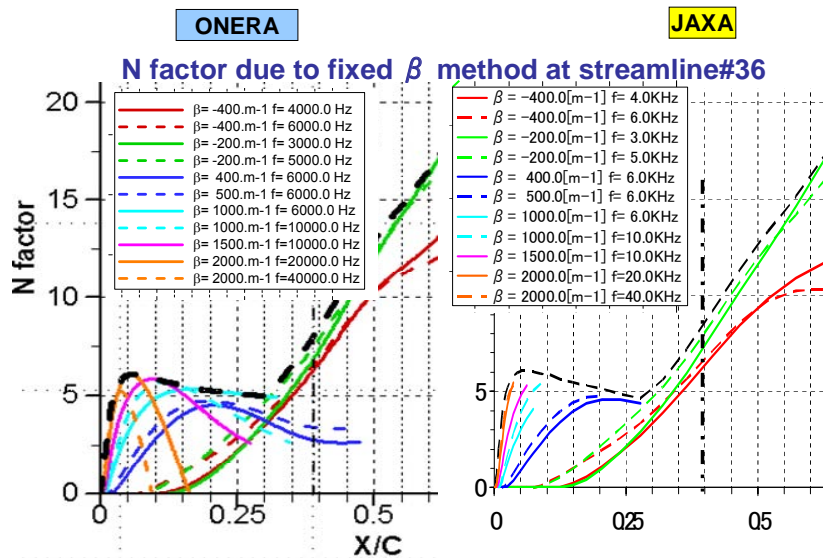 ONERA
JAXA
N factor due to fixed β method at streamline#36
20
15
10
5
0
N factor
β= -400.m-1 f= 4000.0 Hz
β= -400.m-1 f= 6000.0 Hz
β= -200.m-1 f= 3000.0 Hz
β= -200.m-1 f= 5000.0 Hz
β= 400.m-1 f= 6000.0 Hz
β= 500.m-1 f= 6000.0 Hz
β= 1000.m-1 f= 6000.0 Hz
β= 1000.m-1 f= 10000.0 Hz
β= 1500.m-1 f=10000.0 Hz
β= 2000.m-1 f=20000.0 Hz
β= 2000.m-1 f=40000.0 Hz
0
0.25
0.5
X/C
β = -400.0[m-1] f= 4.0KHz
β = -400.0[m-1] f= 6.0KHz
β = -200.0[m-1] f= 3.0KHz
β = -200.0[m-1] f= 5.0KHz
β = 400.0[m-1] f= 6.0KHz
β = 500.0[m-1] f= 6.0KHz
β = 1000.0[m-1] f= 6.0KHz
β = 1000.0[m-1] f=10.0KHz
β = 1500.0[m-1] f=10.0KHz
β = 2000.0[m-1] f=20.0KHz
β = 2000.0[m-1] f=40.0KHz
5
0
0
0.25
0.5